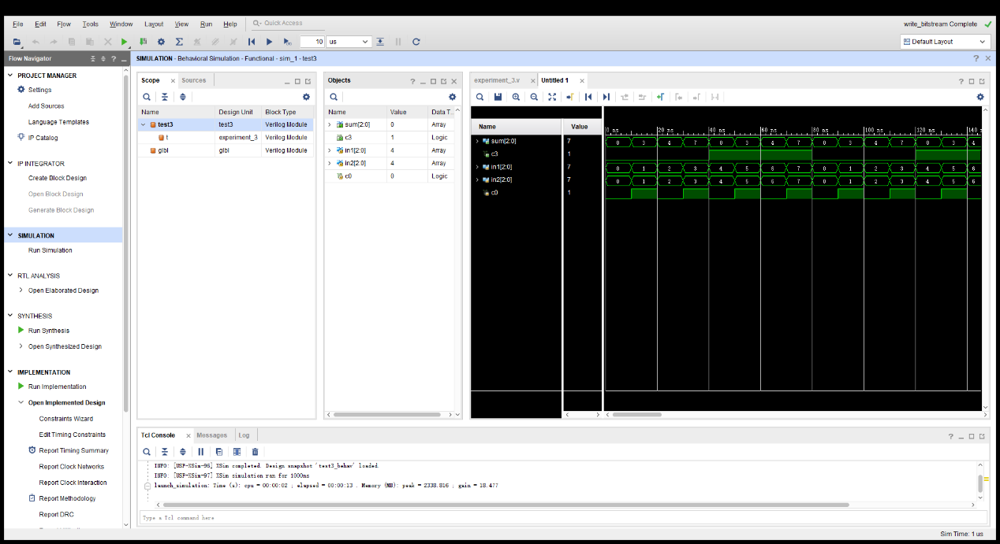 File Edit Flow Tools Window Layout View Run Help Quick Access write_bitstream Complete
10 us Default Layout
Flow Navigator ? _
SIMULATION - Behavioral Simulation - Functional - sim_1 - test3 ? ×
PROJECT MANAGER
Settings
Add Sources
Language Templates
IP Catalog
IP INTEGRATOR
Create Block Design
Open Block Design
Generate Block Design
SIMULATION
Run Simulation
RTL ANALYSIS
Open Elaborated Design
SYNTHESIS
Run Synthesis
Open Synthesized Design
IMPLEMENTATION
Run Implementation
Open Implemented Design
Constraints Wizard
Edit Timing Constraints
Report Timing Summary
Report Clock Networks
Report Clock Interaction
Report Methodology
Report DRC
Scope × Sources
Name Design Unit Block Type
test3 test3 Verilog Module
t experiment_3 Verilog Module
glbl glbl Verilog Module
Objects ? _ ×
Name Value Data T...
sum[2:0] 0 Array
c3 1 Logic
in1[2:0] 4 Array
in2[2:0] 4 Array
c0 0 Logic
experiment_3.v × Untitled 1 × ?
Name Value 0 ns 20 ns 40 ns 60 ns 80 ns 100 ns 120 ns 140
sum[2:0] 7 0 3 4 7 0 3 4 7 0 3 4 7 0 3 4
c3 1
in1[2:0] 7 0 1 2 3 4 5 6 7 0 1 2 3 4 5 6
in2[2:0] 7 0 1 2 3 4 5 6 7 0 1 2 3 4 5 6
c0 1
Tcl Console × Messages Log ? _
INFO: [USF-XSim-96] XSim completed. Design snapshot 'test3_behav' loaded.
INFO: [USF-XSim-97] XSim simulation ran for 1000ns
launch_simulation: Time (s): cpu = 00:00:02 ; elapsed = 00:00:13 . Memory (MB): peak = 2338.816 ; gain = 18.477
Type a Tcl command here
Sim Time: 1 us